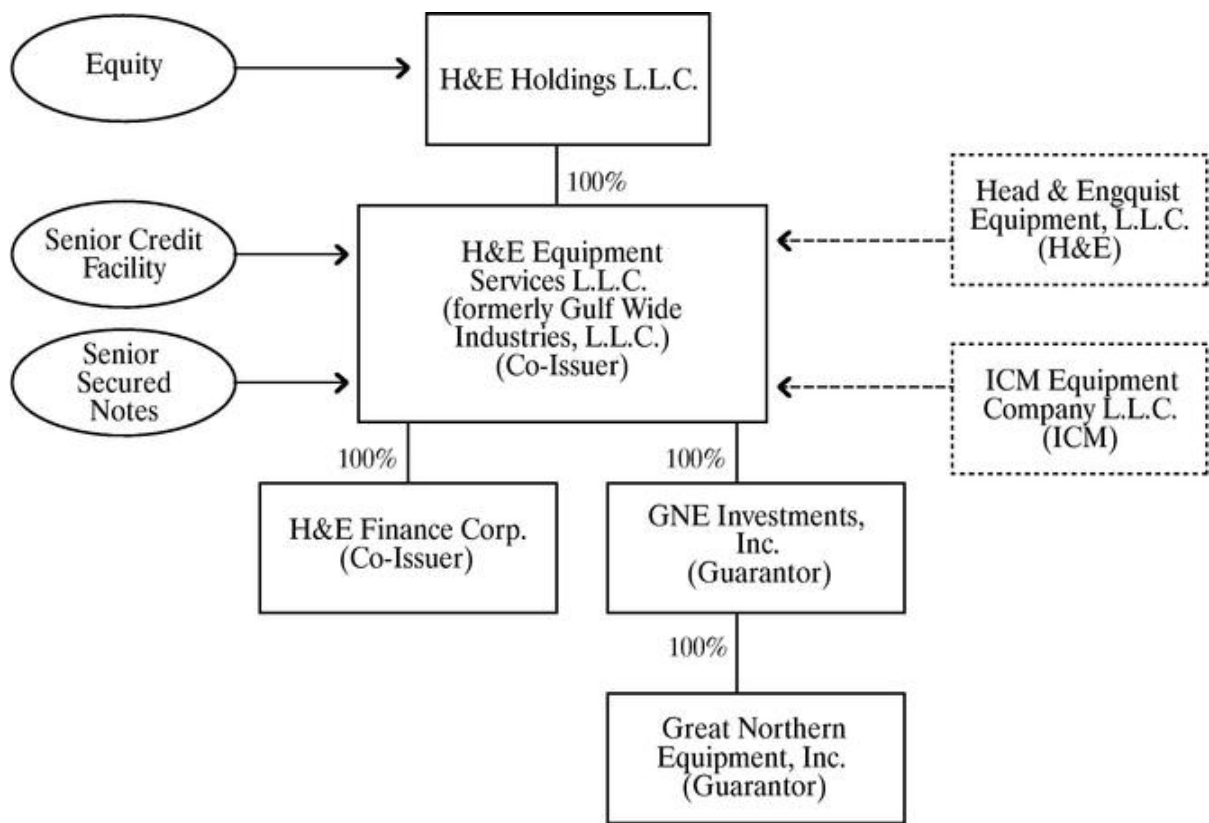 Equity
H&E Holdings L.L.C.
100%
Senior Credit
Facility
H&E Equipment
Services L.L.C.
(formerly Gulf Wide
Industries, L.L.C.)
(Co-Issuer)
Head & Engquist
Equipment, L.L.C.
(H&E)
Senior
Secured
Notes
ICM Equipment
Company L.L.C.
(ICM)
100%
100%
H&E Finance Corp.
(Co-Issuer)
GNE Investments,
Inc.
(Guarantor)
100%
Great Northern
Equipment, Inc.
(Guarantor)